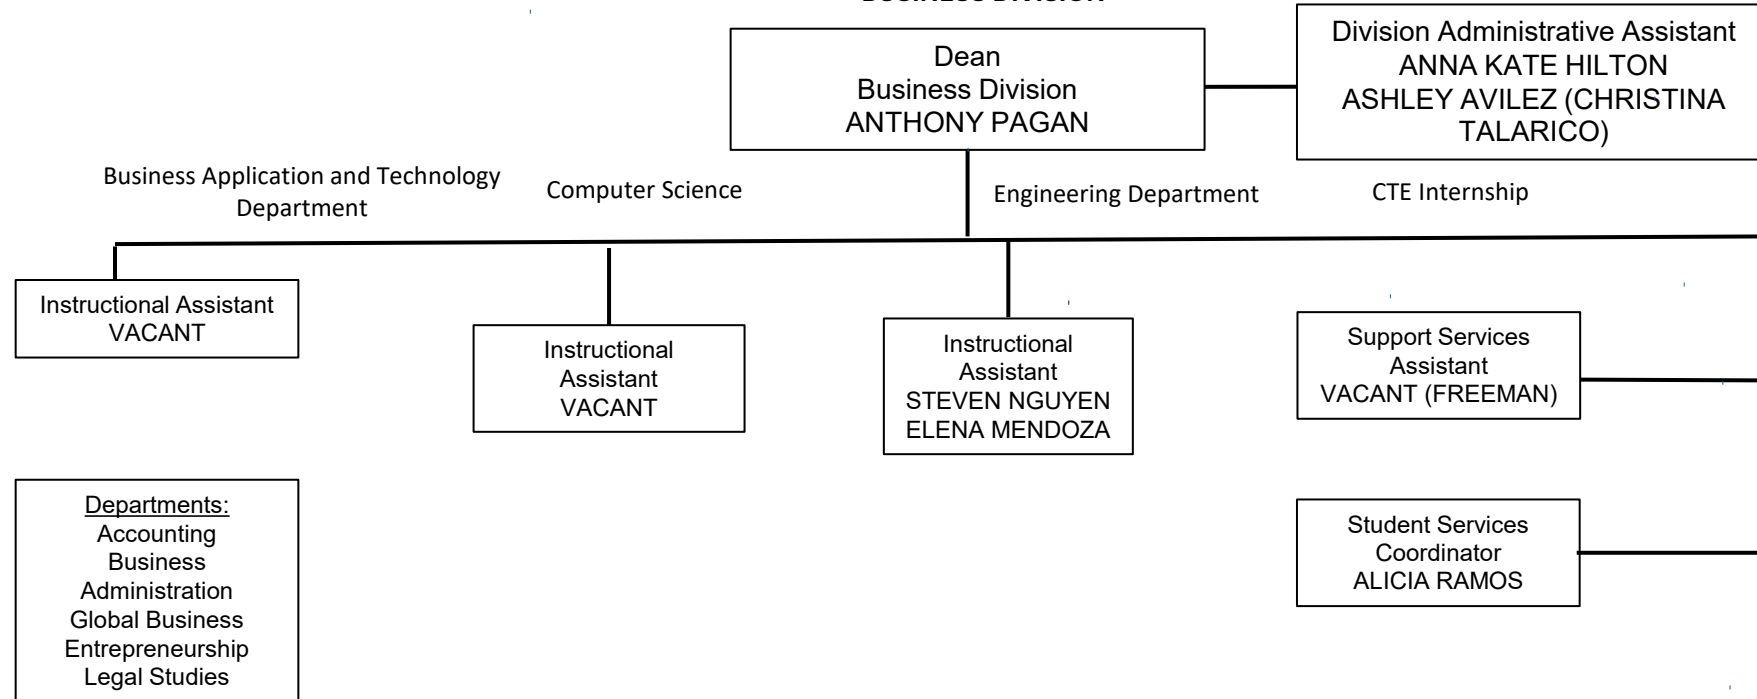 BUSINESS DIVISION
Dean
Business Division
ANTHONY PAGAN
Division Administrative Assistant
ANNA KATE HILTON
ASHLEY AVILEZ (CHRISTINA
TALARICO)
Business Application and Technology
Department
Computer Science
Engineering Department
CTE Internship
Instructional Assistant
VACANT
Instructional
Assistant
VACANT
Instructional
Assistant
STEVEN NGUYEN
ELENA MENDOZA
Support Services
Assistant
VACANT (FREEMAN)
Departments:
Accounting
Business
Administration
Global Business
Entrepreneurship
Legal Studies
Student Services
Coordinator
ALICIA RAMOS